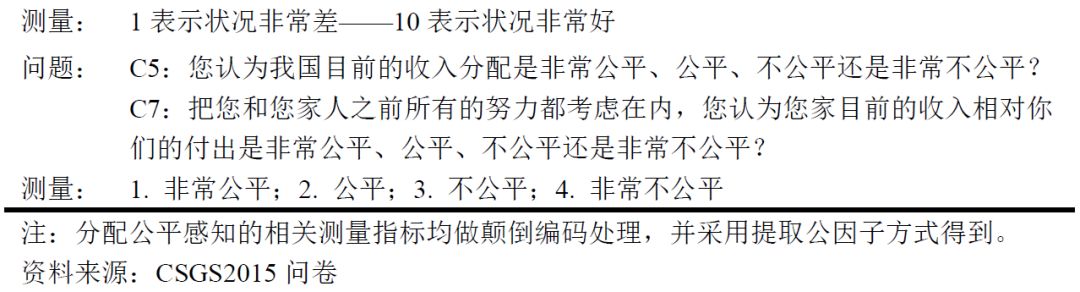 测量： 1 表示状况非常差——10 表示状况非常好
问题： C5：您认为我国目前的收入分配是非常公平、公平、不公平还是非常不公平？
C7：把您和您家人之前所有的努力都考虑在内，您认为您家目前的收入相对你
们的付出是非常公平、公平、不公平还是非常不公平？
测量： 1. 非常公平；2. 公平；3. 不公平；4. 非常不公平
注：分配公平感知的相关测量指标均做颠倒编码处理，并采用提取公因子方式得到。
资料来源：CSGS2015 问卷